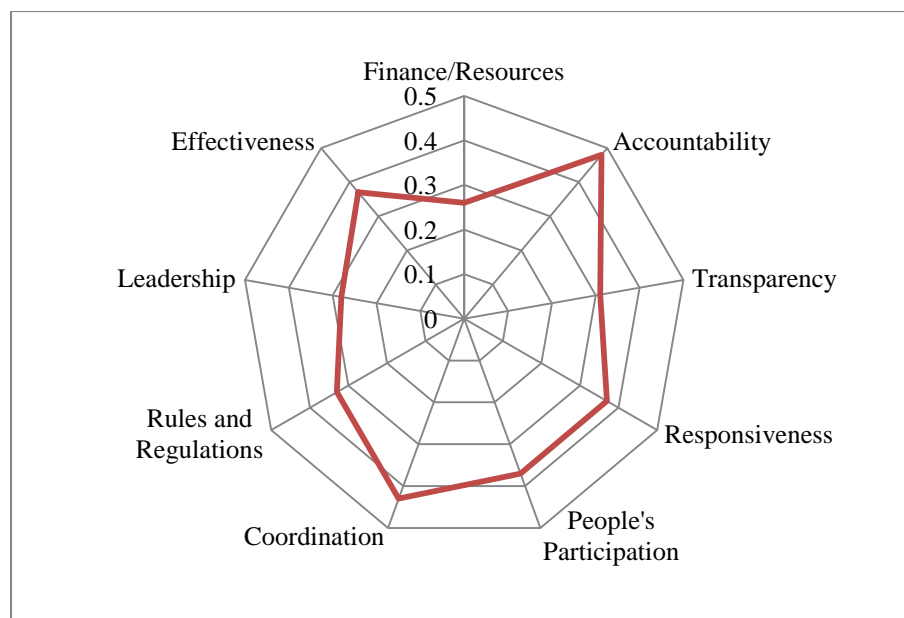 Finance/Resources
0.5
Effectiveness
0.4
Accountability
0.3
0.2
Leadership
0.1
Transparency
0
Rules and
Regulations
Responsiveness
Coordination
People's
Participation